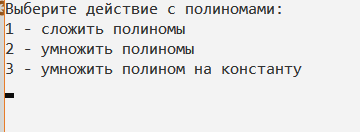 Выберите действие с полиномами:
1 - сложить полиномы
2 - умножить полиномы
3 - умножить полином на константу